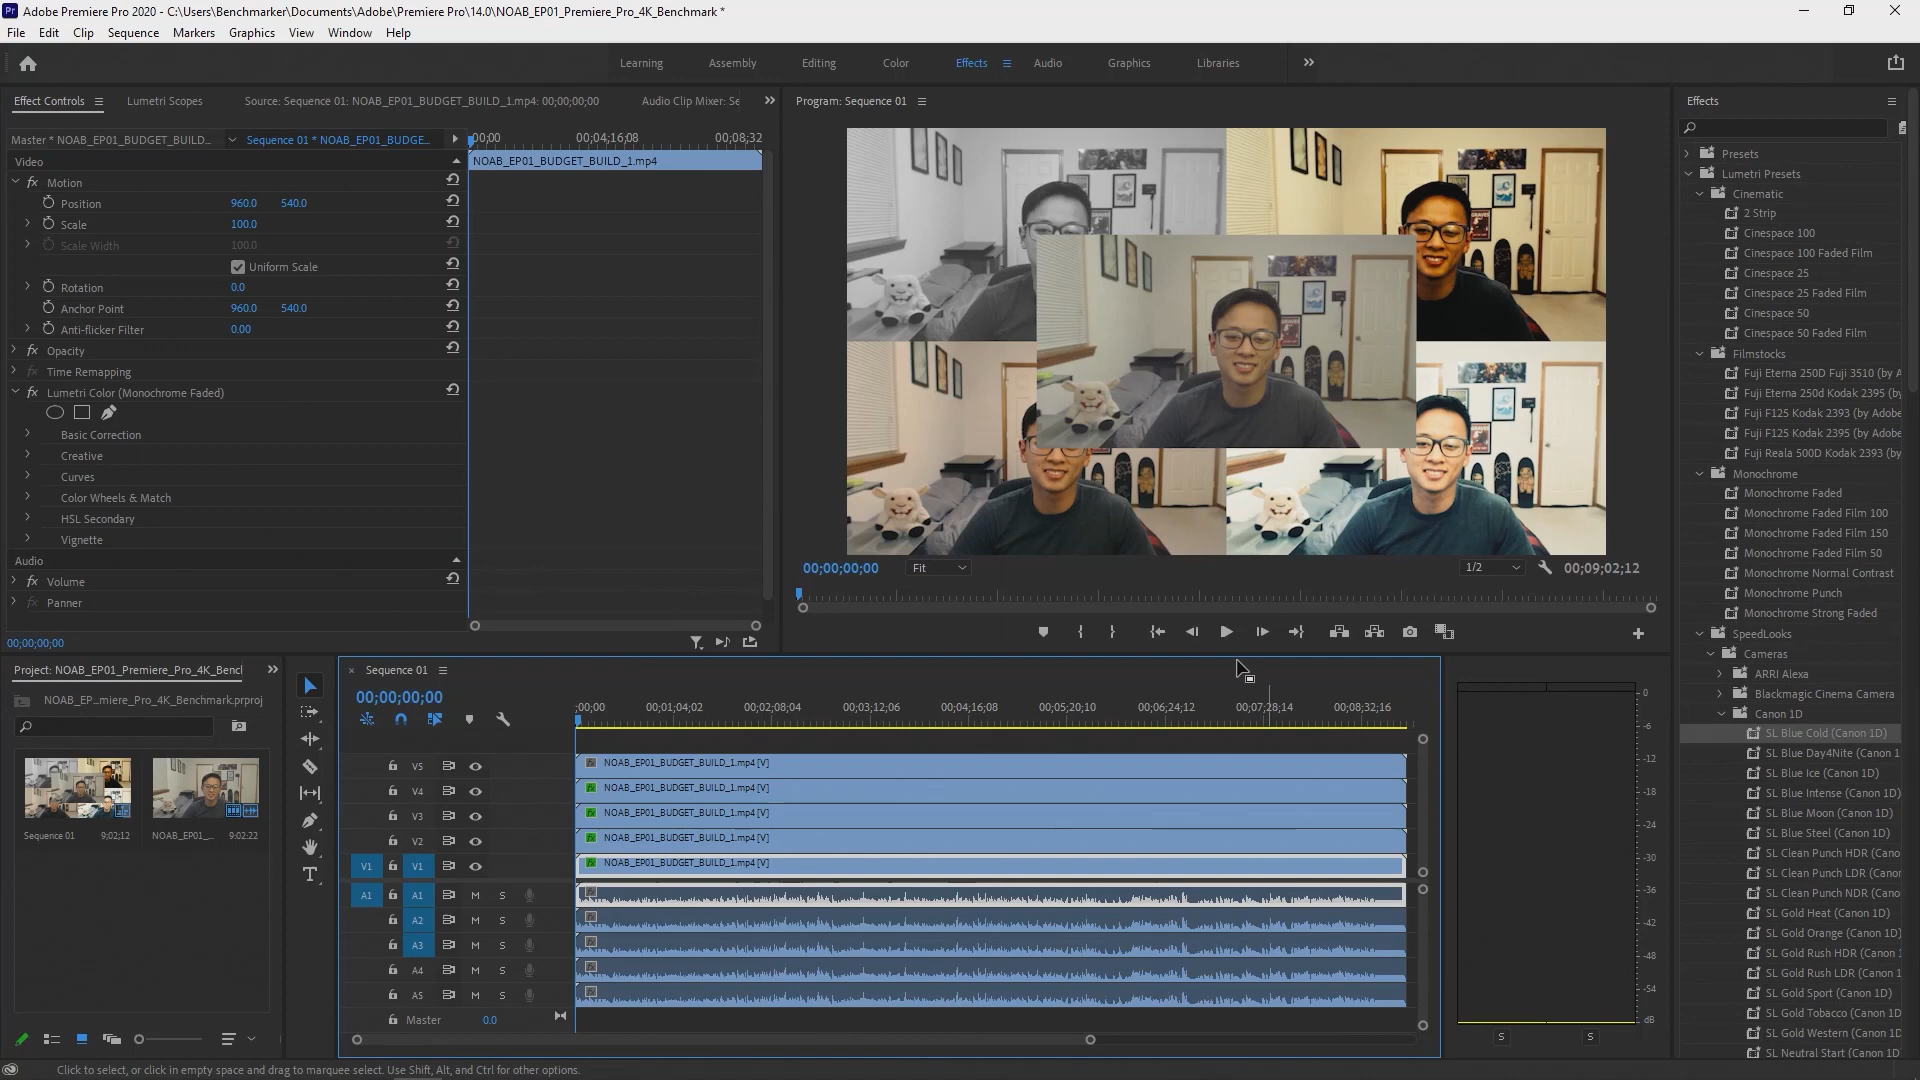 Adobe Premiere Pro 2020 - C:\Users\Benchmarker\Documents\Adobe\Premiere Pro\14.0\NOAB_EP01_Premiere_Pro_4K_Benchmark *
File Edit Clip Sequence Markers Graphics View Window Help
Learning Assembly Editing Color Effects Audio Graphics Libraries
Effect Controls Lumetri Scopes Source: Sequence 01: NOAB_EP01_BUDGET_BUILD_1.mp4: 00;00;00;00 Audio Clip Mixer: Se
Master * NOAB_EP01_BUDGET_BUILD... Sequence 01 * NOAB_EP01_BUDGE...
;00;00 00;04;16;08 00;08;32
Video
NOAB_EP01_BUDGET_BUILD_1.mp4
fx Motion
Position 960.0 540.0
Scale 100.0
Scale Width 100.0
Uniform Scale
Rotation 0.0
Anchor Point 960.0 540.0
Anti-flicker Filter 0.00
fx Opacity
fx Time Remapping
fx Lumetri Color (Monochrome Faded)
Basic Correction
Creative
Curves
Color Wheels & Match
HSL Secondary
Vignette
Audio
fx Volume
fx Panner
00;00;00;00
Program: Sequence 01
00;00;00;00 Fit 1/2 00;09;02;12
Effects
Presets
Lumetri Presets
Cinematic
2 Strip
Cinespace 100
Cinespace 100 Faded Film
Cinespace 25
Cinespace 25 Faded Film
Cinespace 50
Cinespace 50 Faded Film
Filmstocks
Fuji Eterna 250D Fuji 3510 (by A
Fuji Eterna 250d Kodak 2395 (by
Fuji F125 Kodak 2393 (by Adobe
Fuji F125 Kodak 2395 (by Adobe
Fuji Reala 500D Kodak 2393 (by
Monochrome
Monochrome Faded
Monochrome Faded Film 100
Monochrome Faded Film 150
Monochrome Faded Film 50
Monochrome Normal Contrast
Monochrome Punch
Monochrome Strong Faded
SpeedLooks
Cameras
ARRI Alexa
Blackmagic Cinema Camera
Canon 1D
SL Blue Cold (Canon 1D)
SL Blue Day4Nite (Canon 1
SL Blue Ice (Canon 1D)
SL Blue Intense (Canon 1D)
SL Blue Moon (Canon 1D)
SL Blue Steel (Canon 1D)
SL Clean Punch HDR (Cano
SL Clean Punch LDR (Cano
SL Clean Punch NDR (Cano
SL Gold Heat (Canon 1D)
SL Gold Orange (Canon 1D)
SL Gold Rush HDR (Canon
SL Gold Rush LDR (Canon 1
SL Gold Sport (Canon 1D)
SL Gold Tobacco (Canon 1D
SL Gold Western (Canon 1D
SL Neutral Start (Canon 1D
Project: NOAB_EP01_Premiere_Pro_4K_Bencl
NOAB_EP...miere_Pro_4K_Benchmark.prproj
Sequence 01 9;02;12
NOAB_EP01_... 9:02:22
Sequence 01
00;00;00;00
;00;00 00;01;04;02 00;02;08;04 00;03;12;06 00;04;16;08 00;05;20;10 00;06;24;12 00;07;28;14 00;08;32;16
V5 NOAB_EP01_BUDGET_BUILD_1.mp4 [V]
V4 NOAB_EP01_BUDGET_BUILD_1.mp4 [V]
V3 NOAB_EP01_BUDGET_BUILD_1.mp4 [V]
V2 NOAB_EP01_BUDGET_BUILD_1.mp4 [V]
V1 V1 NOAB_EP01_BUDGET_BUILD_1.mp4 [V]
A1 A1 M S
A2 M S
A3 M S
A4 M S
A5 M S
Master 0.0
0
-6
-12
-18
-24
-30
-36
-42
-48
-54
dB
S S
Click to select, or click in empty space and drag to marquee select. Use Shift, Alt, and Ctrl for other options.